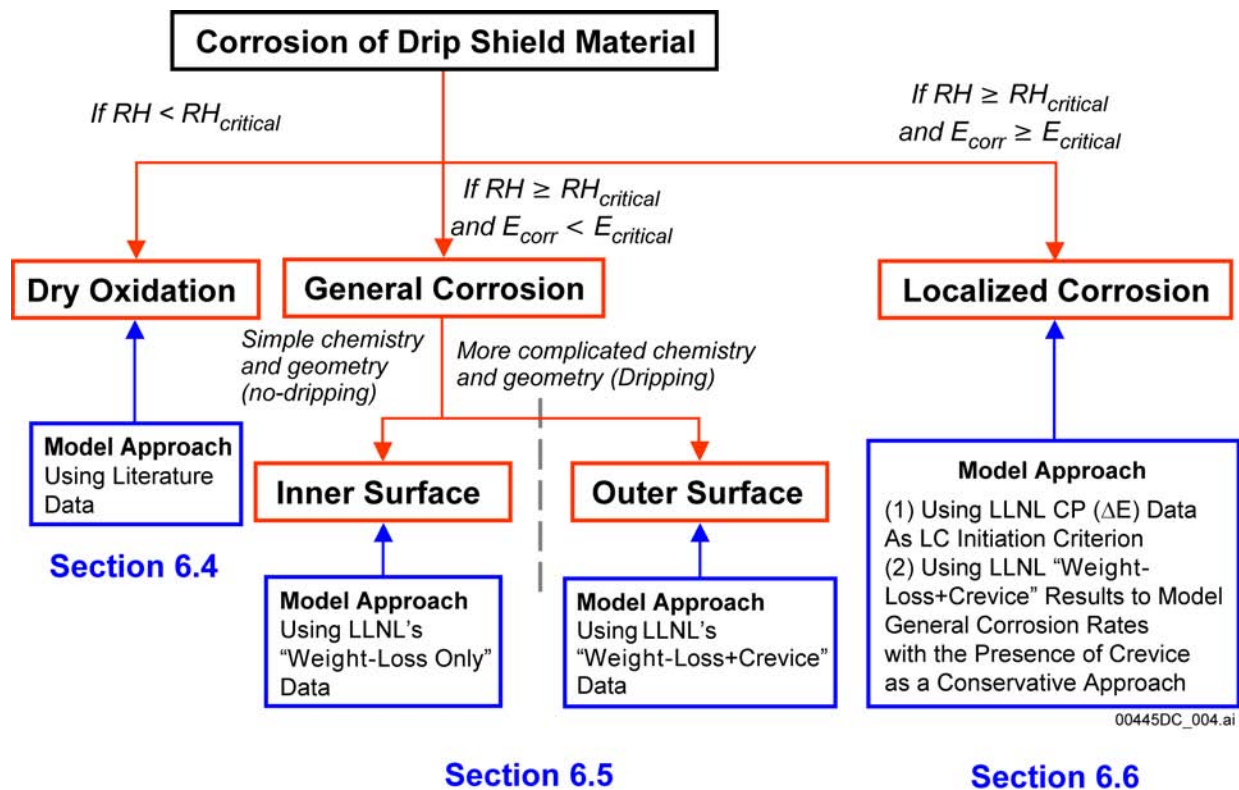 Corrosion of Drip Shield Material
If RH < RHcritical
If RH ≥ RHcritical
and Ecorr < Ecritical
If RH ≥ RHcritical
and Ecorr ≥ Ecritical
Dry Oxidation
General Corrosion
Localized Corrosion
Simple chemistry
and geometry
(no-dripping)
More complicated chemistry
and geometry (Dripping)
Model Approach
Using Literature
Data
Section 6.4
Inner Surface
Outer Surface
Model Approach
Using LLNL's
“Weight-Loss Only”
Data
Model Approach
Using LLNL's
“Weight-Loss+Crevice”
Data
Section 6.5
Model Approach
(1) Using LLNL CP (ΔE) Data
As LC Initiation Criterion
(2) Using LLNL “Weight-
Loss+Crevice” Results to Model
General Corrosion Rates
with the Presence of Crevice
as a Conservative Approach
00445DC_004.ai
Section 6.6